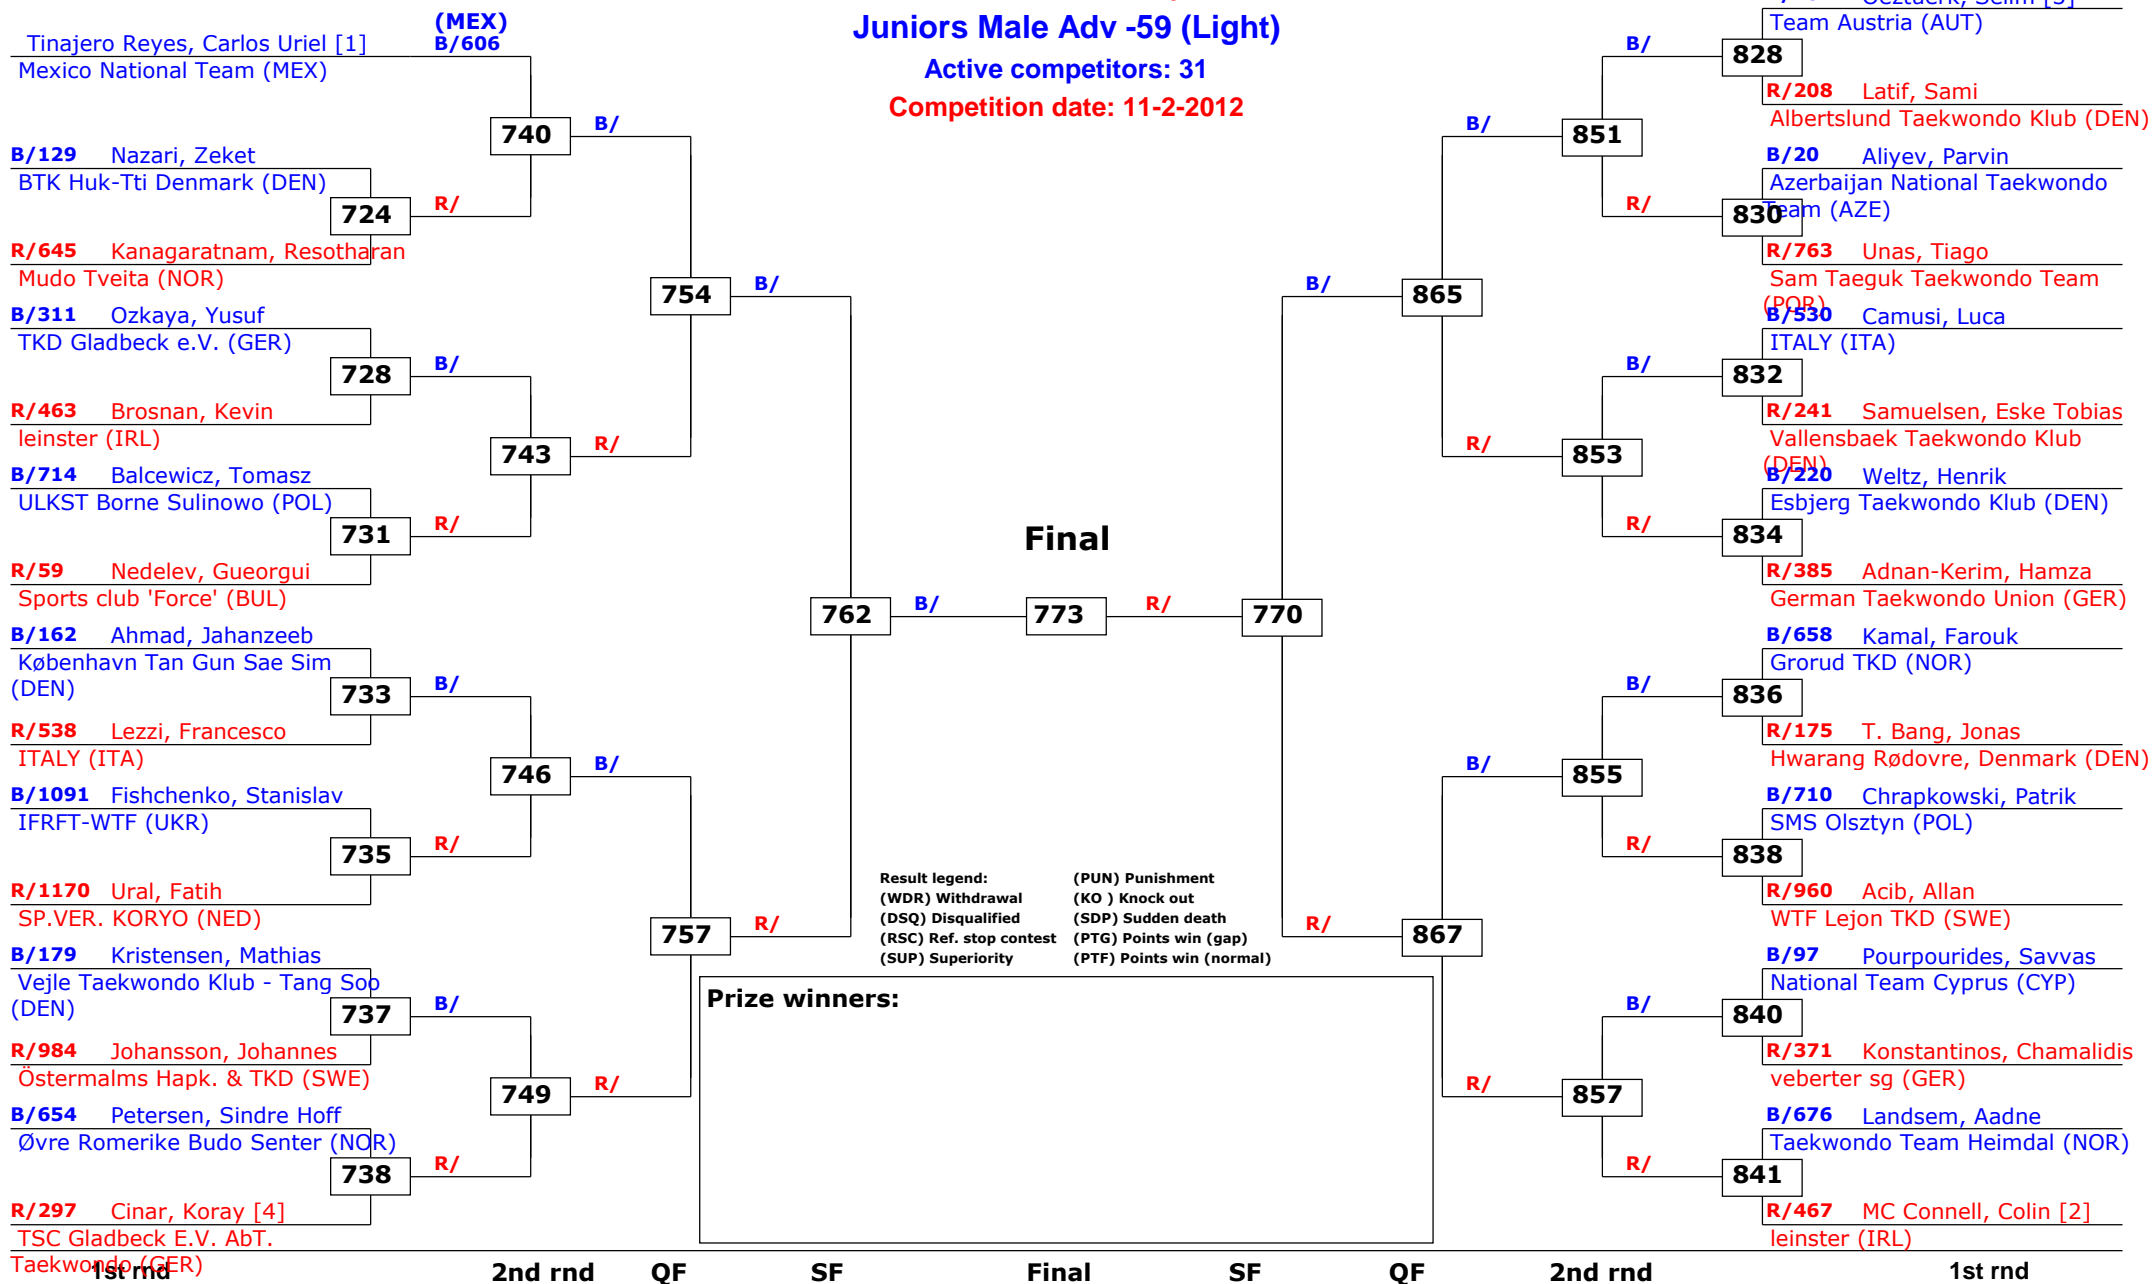 Juniors Male Adv -59 (Light)
Active competitors: 31
Competition date: 11-2-2012
(MEX)
Tinajero Reyes, Carlos Uriel [1] B/606
Mexico National Team (MEX)
740 B/
B/129 Nazari, Zeket
BTK Huk-Tti Denmark (DEN)
724 R/
R/645 Kanagaratnam, Resotharan
Mudo Tveita (NOR)
754 B/
B/311 Ozkaya, Yusuf
TKD Gladbeck e.V. (GER)
728 B/
R/463 Brosnan, Kevin
leinster (IRL)
743 R/
B/714 Balcewicz, Tomasz
ULKST Borne Sulinowo (POL)
731 R/
R/59 Nedelev, Gueorgui
Sports club 'Force' (BUL)
762 B/
B/162 Ahmad, Jahanzeeb
København Tan Gun Sae Sim
(DEN)
733 B/
R/538 Lezzi, Francesco
ITALY (ITA)
746 B/
B/1091 Fishchenko, Stanislav
IFRFT-WTF (UKR)
735 R/
R/1170 Ural, Fatih
SP.VER. KORYO (NED)
757 R/
B/179 Kristensen, Mathias
Vejle Taekwondo Klub - Tang Soo
(DEN)
737 B/
R/984 Johansson, Johannes
Östermalms Hapk. & TKD (SWE)
749 R/
B/654 Petersen, Sindre Hoff
Øvre Romerike Budo Senter (NOR)
738 R/
R/297 Cinar, Koray [4]
TSC Gladbeck E.V. AbT.
Taekwondo (GER)
Final
773
R/ 770
Result legend: (PUN) Punishment
(WDR) Withdrawal (KO ) Knock out
(DSQ) Disqualified (SDP) Sudden death
(RSC) Ref. stop contest (PTG) Points win (gap)
(SUP) Superiority (PTF) Points win (normal)
Prize winners:
Team Austria (AUT)
B/ 828
R/208 Latif, Sami
Albertslund Taekwondo Klub (DEN)
B/ 851
B/20 Aliyev, Parvin
Azerbaijan National Taekwondo
Team (AZE)
R/ 830
R/763 Unas, Tiago
Sam Taeguk Taekwondo Team
(POR)
B/ 865
B/530 Camusi, Luca
ITALY (ITA)
B/ 832
R/241 Samuelsen, Eske Tobias
Vallensbaek Taekwondo Klub
(DEN)
R/ 853
B/220 Weltz, Henrik
Esbjerg Taekwondo Klub (DEN)
R/ 834
R/385 Adnan-Kerim, Hamza
German Taekwondo Union (GER)
B/658 Kamal, Farouk
Grorud TKD (NOR)
B/ 836
R/175 T. Bang, Jonas
Hwarang Rødovre, Denmark (DEN)
B/ 855
B/710 Chrapkowski, Patrik
SMS Olsztyn (POL)
R/ 838
R/960 Acib, Allan
WTF Lejon TKD (SWE)
R/ 867
B/97 Pourpourides, Savvas
National Team Cyprus (CYP)
B/ 840
R/371 Konstantinos, Chamalidis
veberter sg (GER)
R/ 857
B/676 Landsem, Aadne
Taekwondo Team Heimdal (NOR)
R/ 841
R/467 MC Connell, Colin [2]
leinster (IRL)
1st rnd 2nd rnd QF SF Final SF QF 2nd rnd 1st rnd